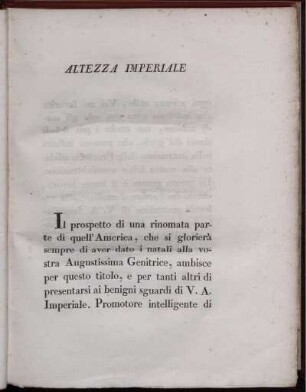 ALTEZZA IMPERIALE
Il prospetto di una rinomata par-
te di quell'America, che si glorierà
sempre di aver dato i natali alla vo-
stra Augustissima Genitrice, ambisce
per questo titolo, e per tanti altri di
presentarsi ai benigni sguardi di V. A.
Imperiale. Promotore intelligente di